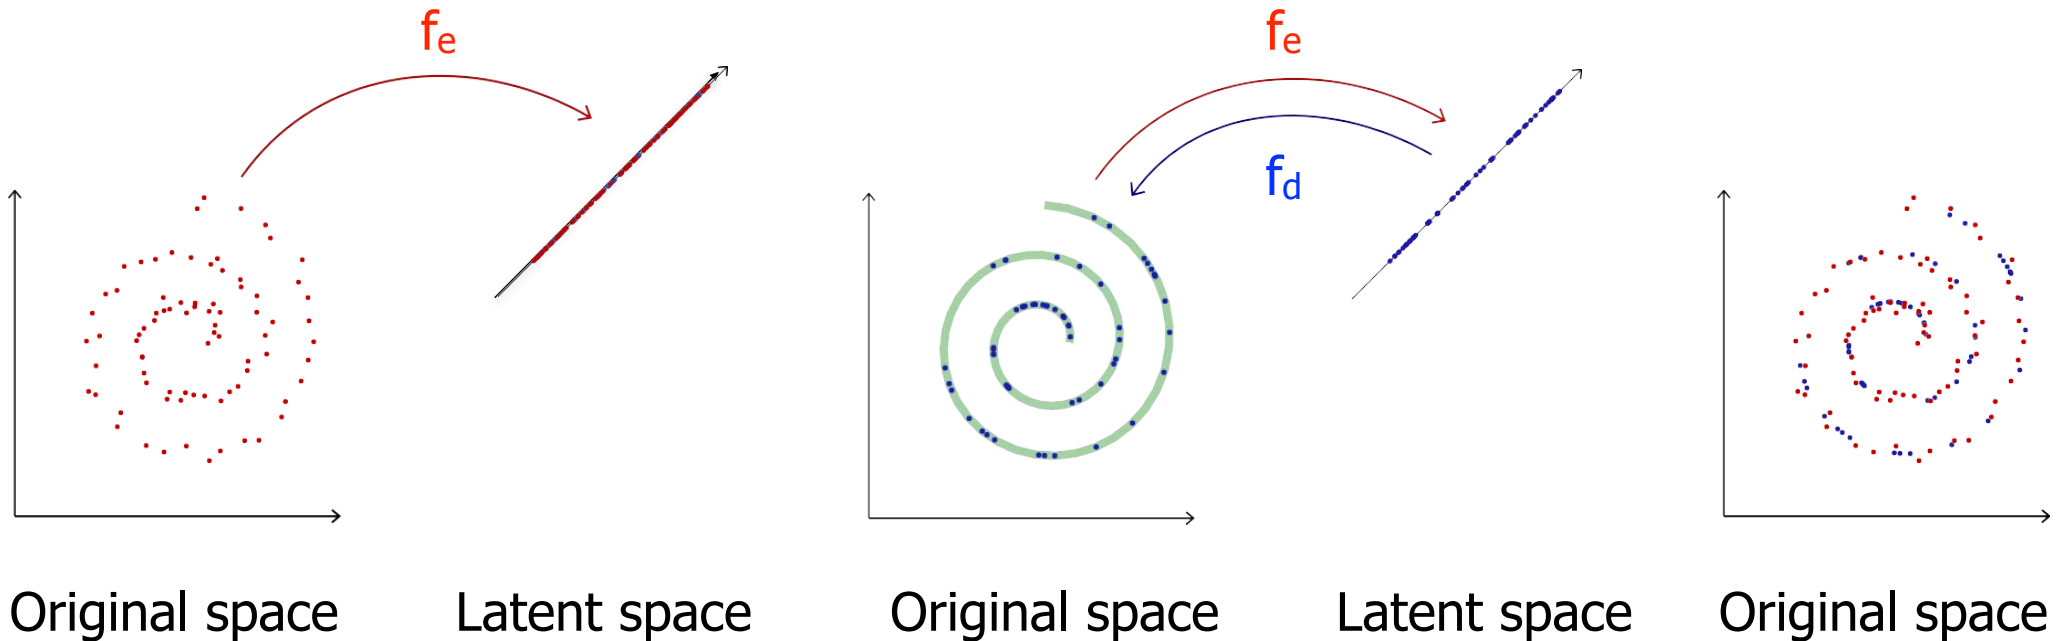 fe
fe
fd
Original space
Latent space
Original space
Latent space
Original space